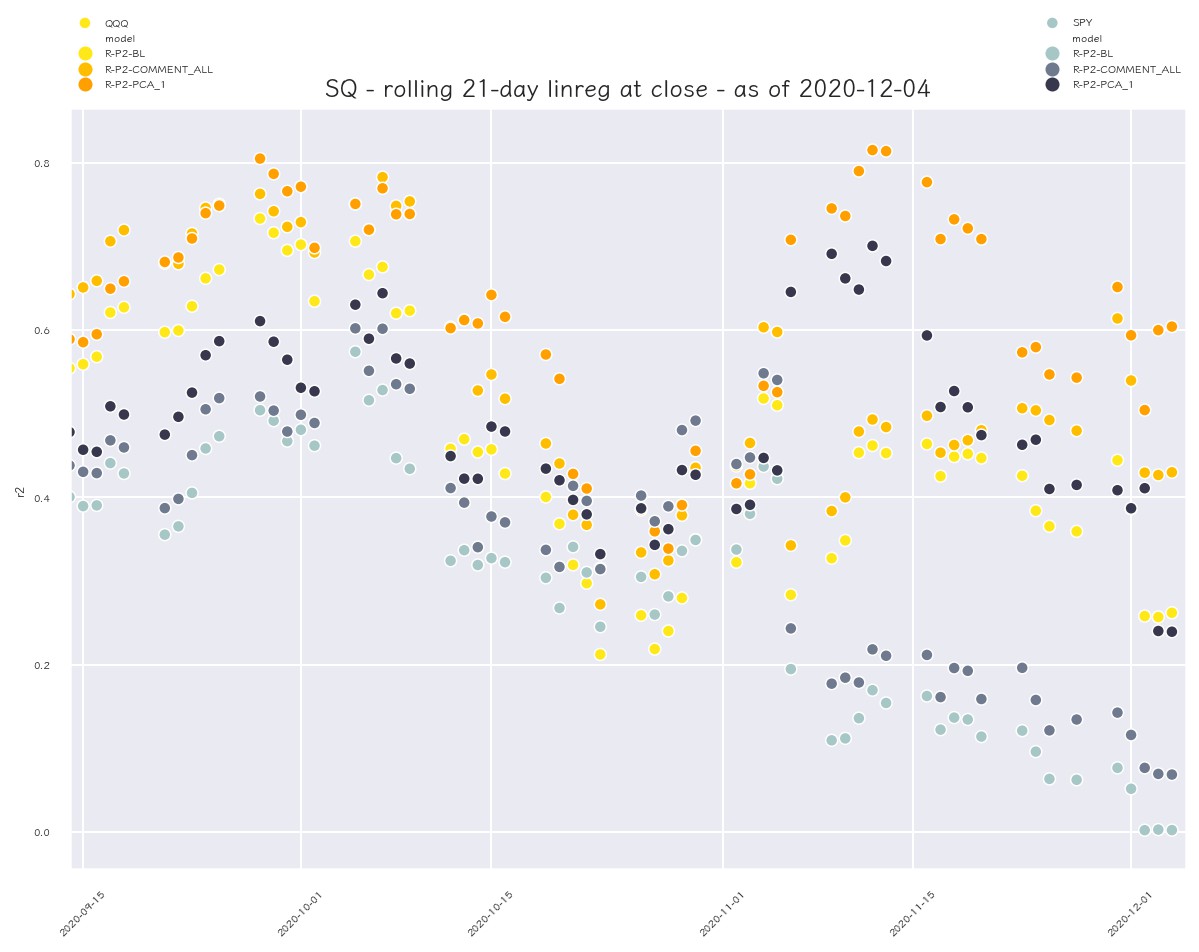 QQQ
model
R-P2-BL
R-P2-COMMENT_ALL
R-P2-PCA_1
SPY
model
R-P2-BL
R-P2-COMMENT_ALL
R-P2-PCA_1
SQ - rolling 21-day linreg at close - as of 2020-12-04
0.8
0.6
0.4
0.2
0.0
r2
2020-09-15
2020-10-01
2020-10-15
2020-11-01
2020-11-15
2020-12-01